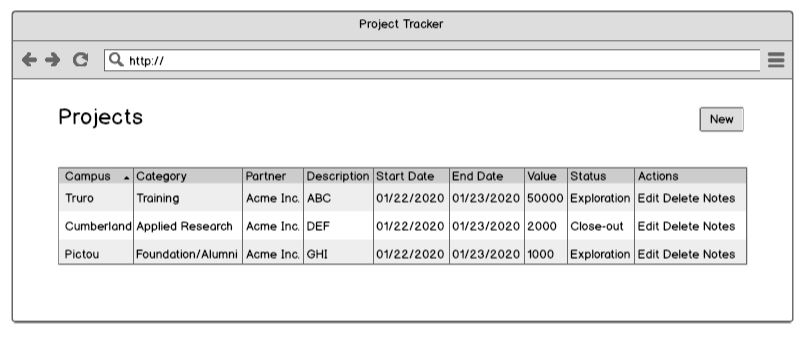 Project Tracker
http://
Projects
New
Campus Category Partner Description Start Date End Date Value Status Actions
Truro Training Acme Inc. ABC 01/22/2020 01/23/2020 50000 Exploration Edit Delete Notes
Cumberland Applied Research Acme Inc. DEF 01/22/2020 01/23/2020 2000 Close-out Edit Delete Notes
Pictou Foundation/Alumni Acme Inc. GHI 01/22/2020 01/23/2020 1000 Exploration Edit Delete Notes